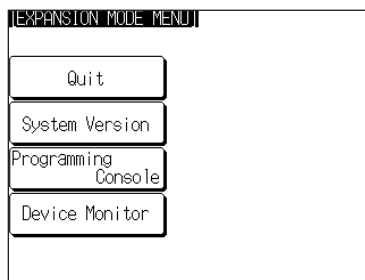 [EXPANSION MODE MENU]
Quit
System Version
Programming
Console
Device Monitor